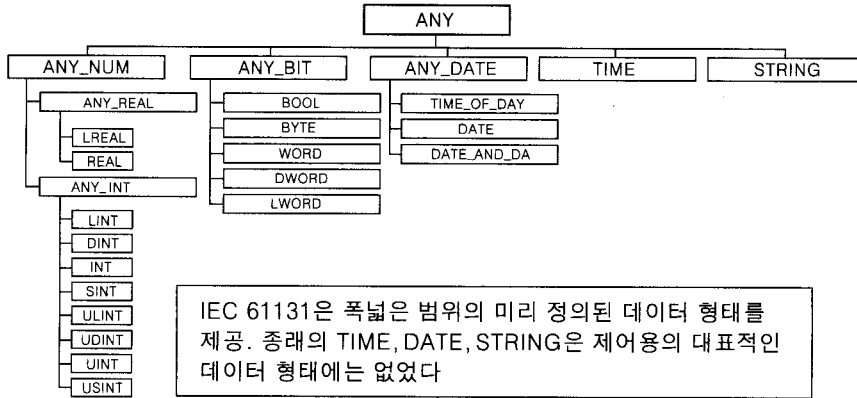 ANY
ANY_NUM
ANY_BIT
ANY_DATE
TIME
STRING
ANY_REAL
LREAL
REAL
ANY_INT
LINT
DINT
INT
SINT
ULINT
UDINT
UINT
USINT
BOOL
BYTE
WORD
DWORD
LWORD
TIME_OF_DAY
DATE
DATE_AND_DA
IEC 61131은 폭넓은 범위의 미리 정의된 데이터 형태를
제공. 종래의 TIME, DATE, STRING은 제어용의 대표적인
데이터 형태에는 없었다